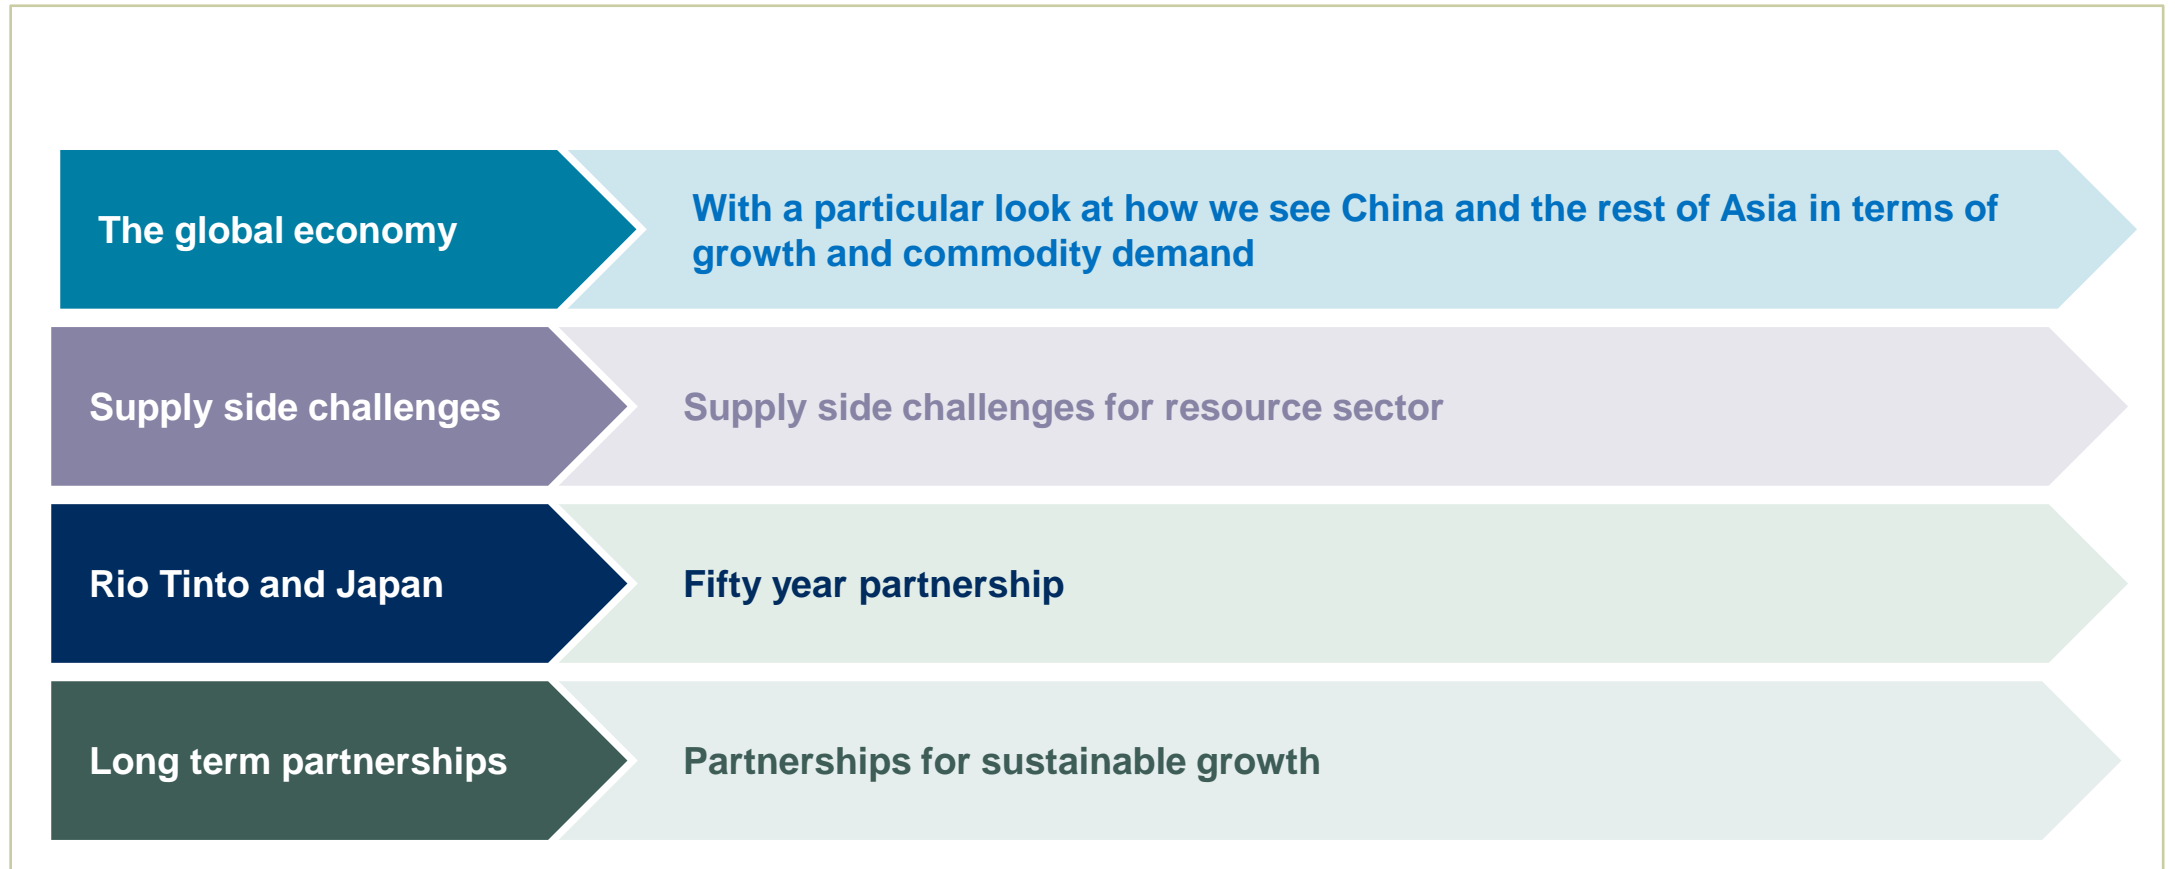 The global economy
With a particular look at how we see China and the rest of Asia in terms of
growth and commodity demand
Supply side challenges
Supply side challenges for resource sector
Rio Tinto and Japan
Fifty year partnership
Long term partnerships
Partnerships for sustainable growth